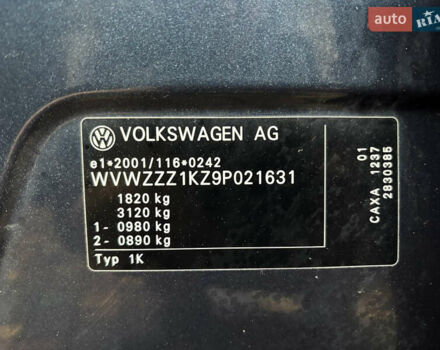 auto
RIA
VOLKSWAGEN AG
e1*2001/116*0242
WVWZZZ1KZ9P021631
1820 kg
3120 kg
1- 0980 kg
2- 0890 kg
Typ 1K
01
CAXA 1237
2830385